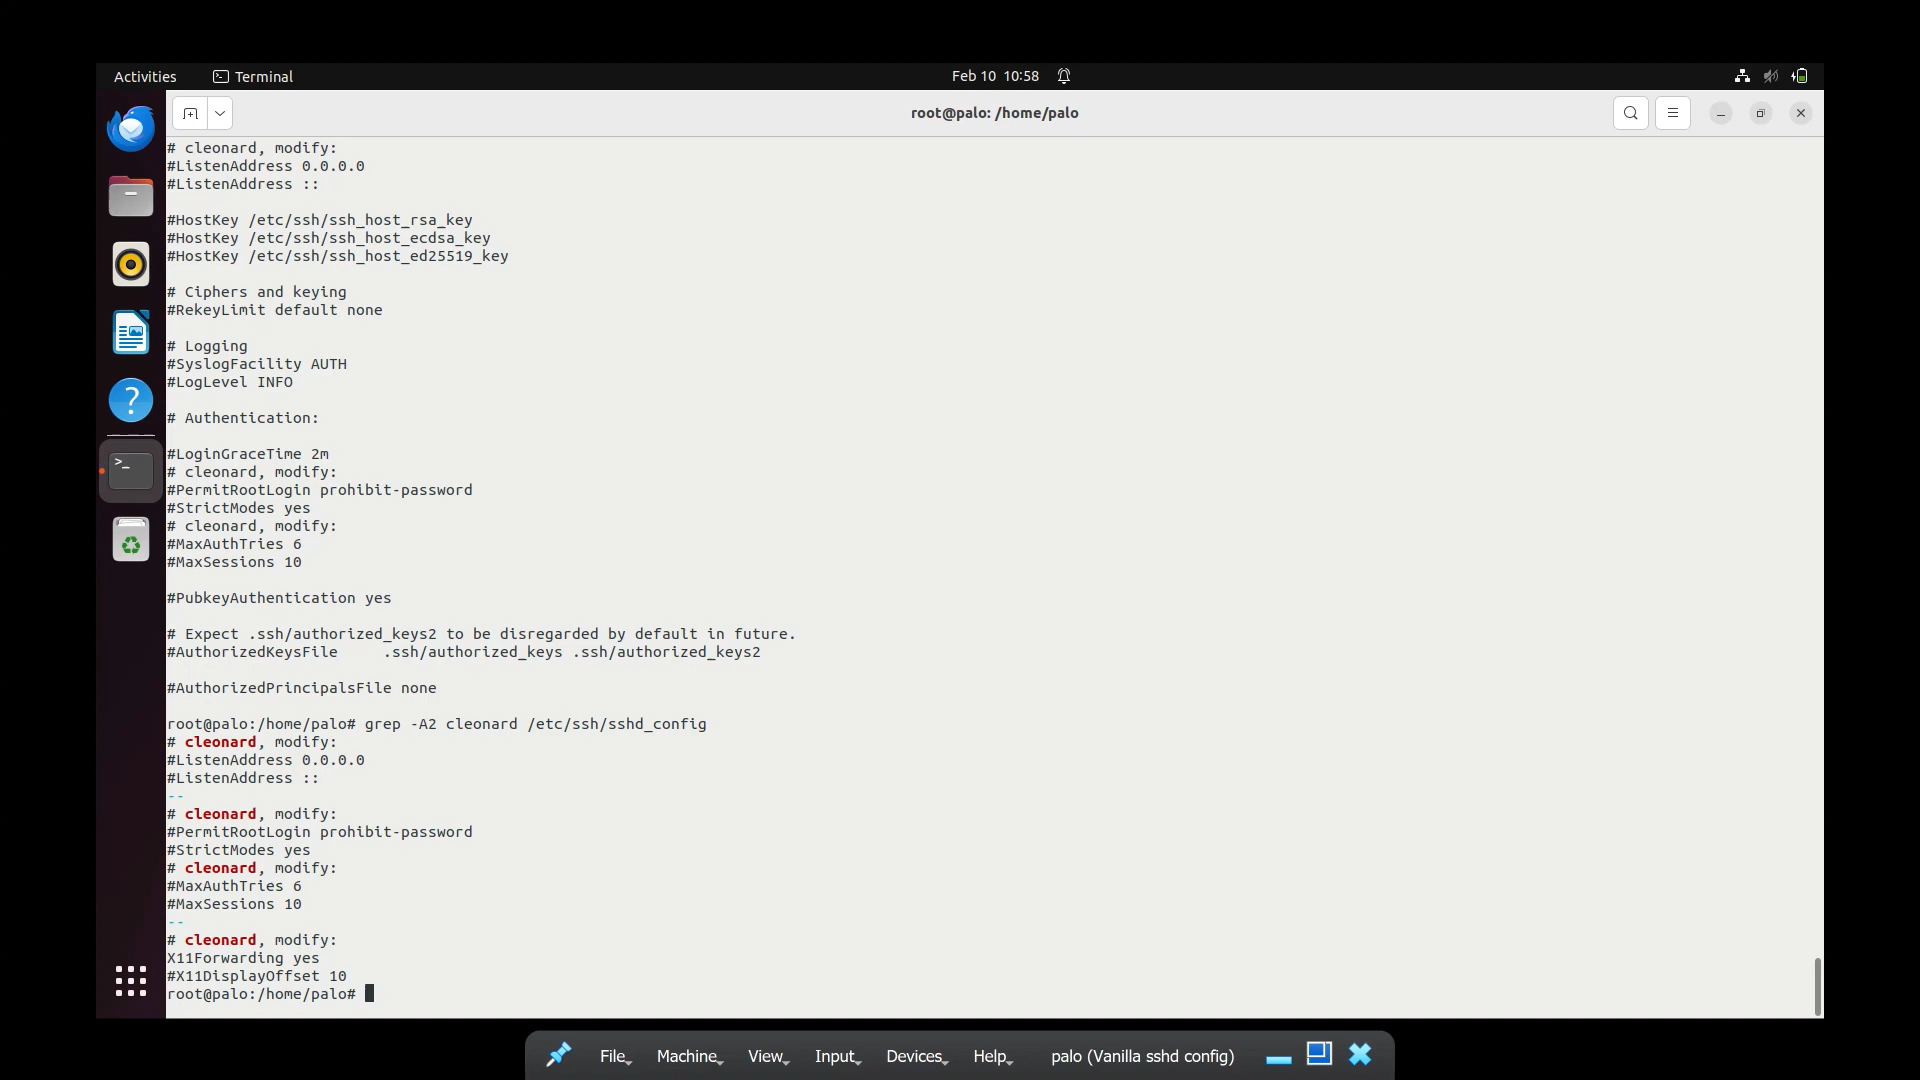 Activities
Terminal
Feb 10 10:58
root@palo: /home/palo
# cleonard, modify:
#ListenAddress 0.0.0.0
#ListenAddress ::
#HostKey /etc/ssh/ssh_host_rsa_key
#HostKey /etc/ssh/ssh_host_ecdsa_key
#HostKey /etc/ssh/ssh_host_ed25519_key
# Ciphers and keying
#RekeyLimit default none
# Logging
#SyslogFacility AUTH
#LogLevel INFO
# Authentication:
#LoginGraceTime 2m
# cleonard, modify:
#PermitRootLogin prohibit-password
#StrictModes yes
# cleonard, modify:
#MaxAuthTries 6
#MaxSessions 10
#PubkeyAuthentication yes
# Expect .ssh/authorized_keys2 to be disregarded by default in future.
#AuthorizedKeysFile     .ssh/authorized_keys .ssh/authorized_keys2
#AuthorizedPrincipalsFile none
root@palo:/home/palo# grep -A2 cleonard /etc/ssh/sshd_config
# cleonard, modify:
#ListenAddress 0.0.0.0
#ListenAddress ::
--
# cleonard, modify:
#PermitRootLogin prohibit-password
#StrictModes yes
# cleonard, modify:
#MaxAuthTries 6
#MaxSessions 10
--
# cleonard, modify:
X11Forwarding yes
#X11DisplayOffset 10
root@palo:/home/palo#
File Machine View Input Devices Help palo (Vanilla sshd config)